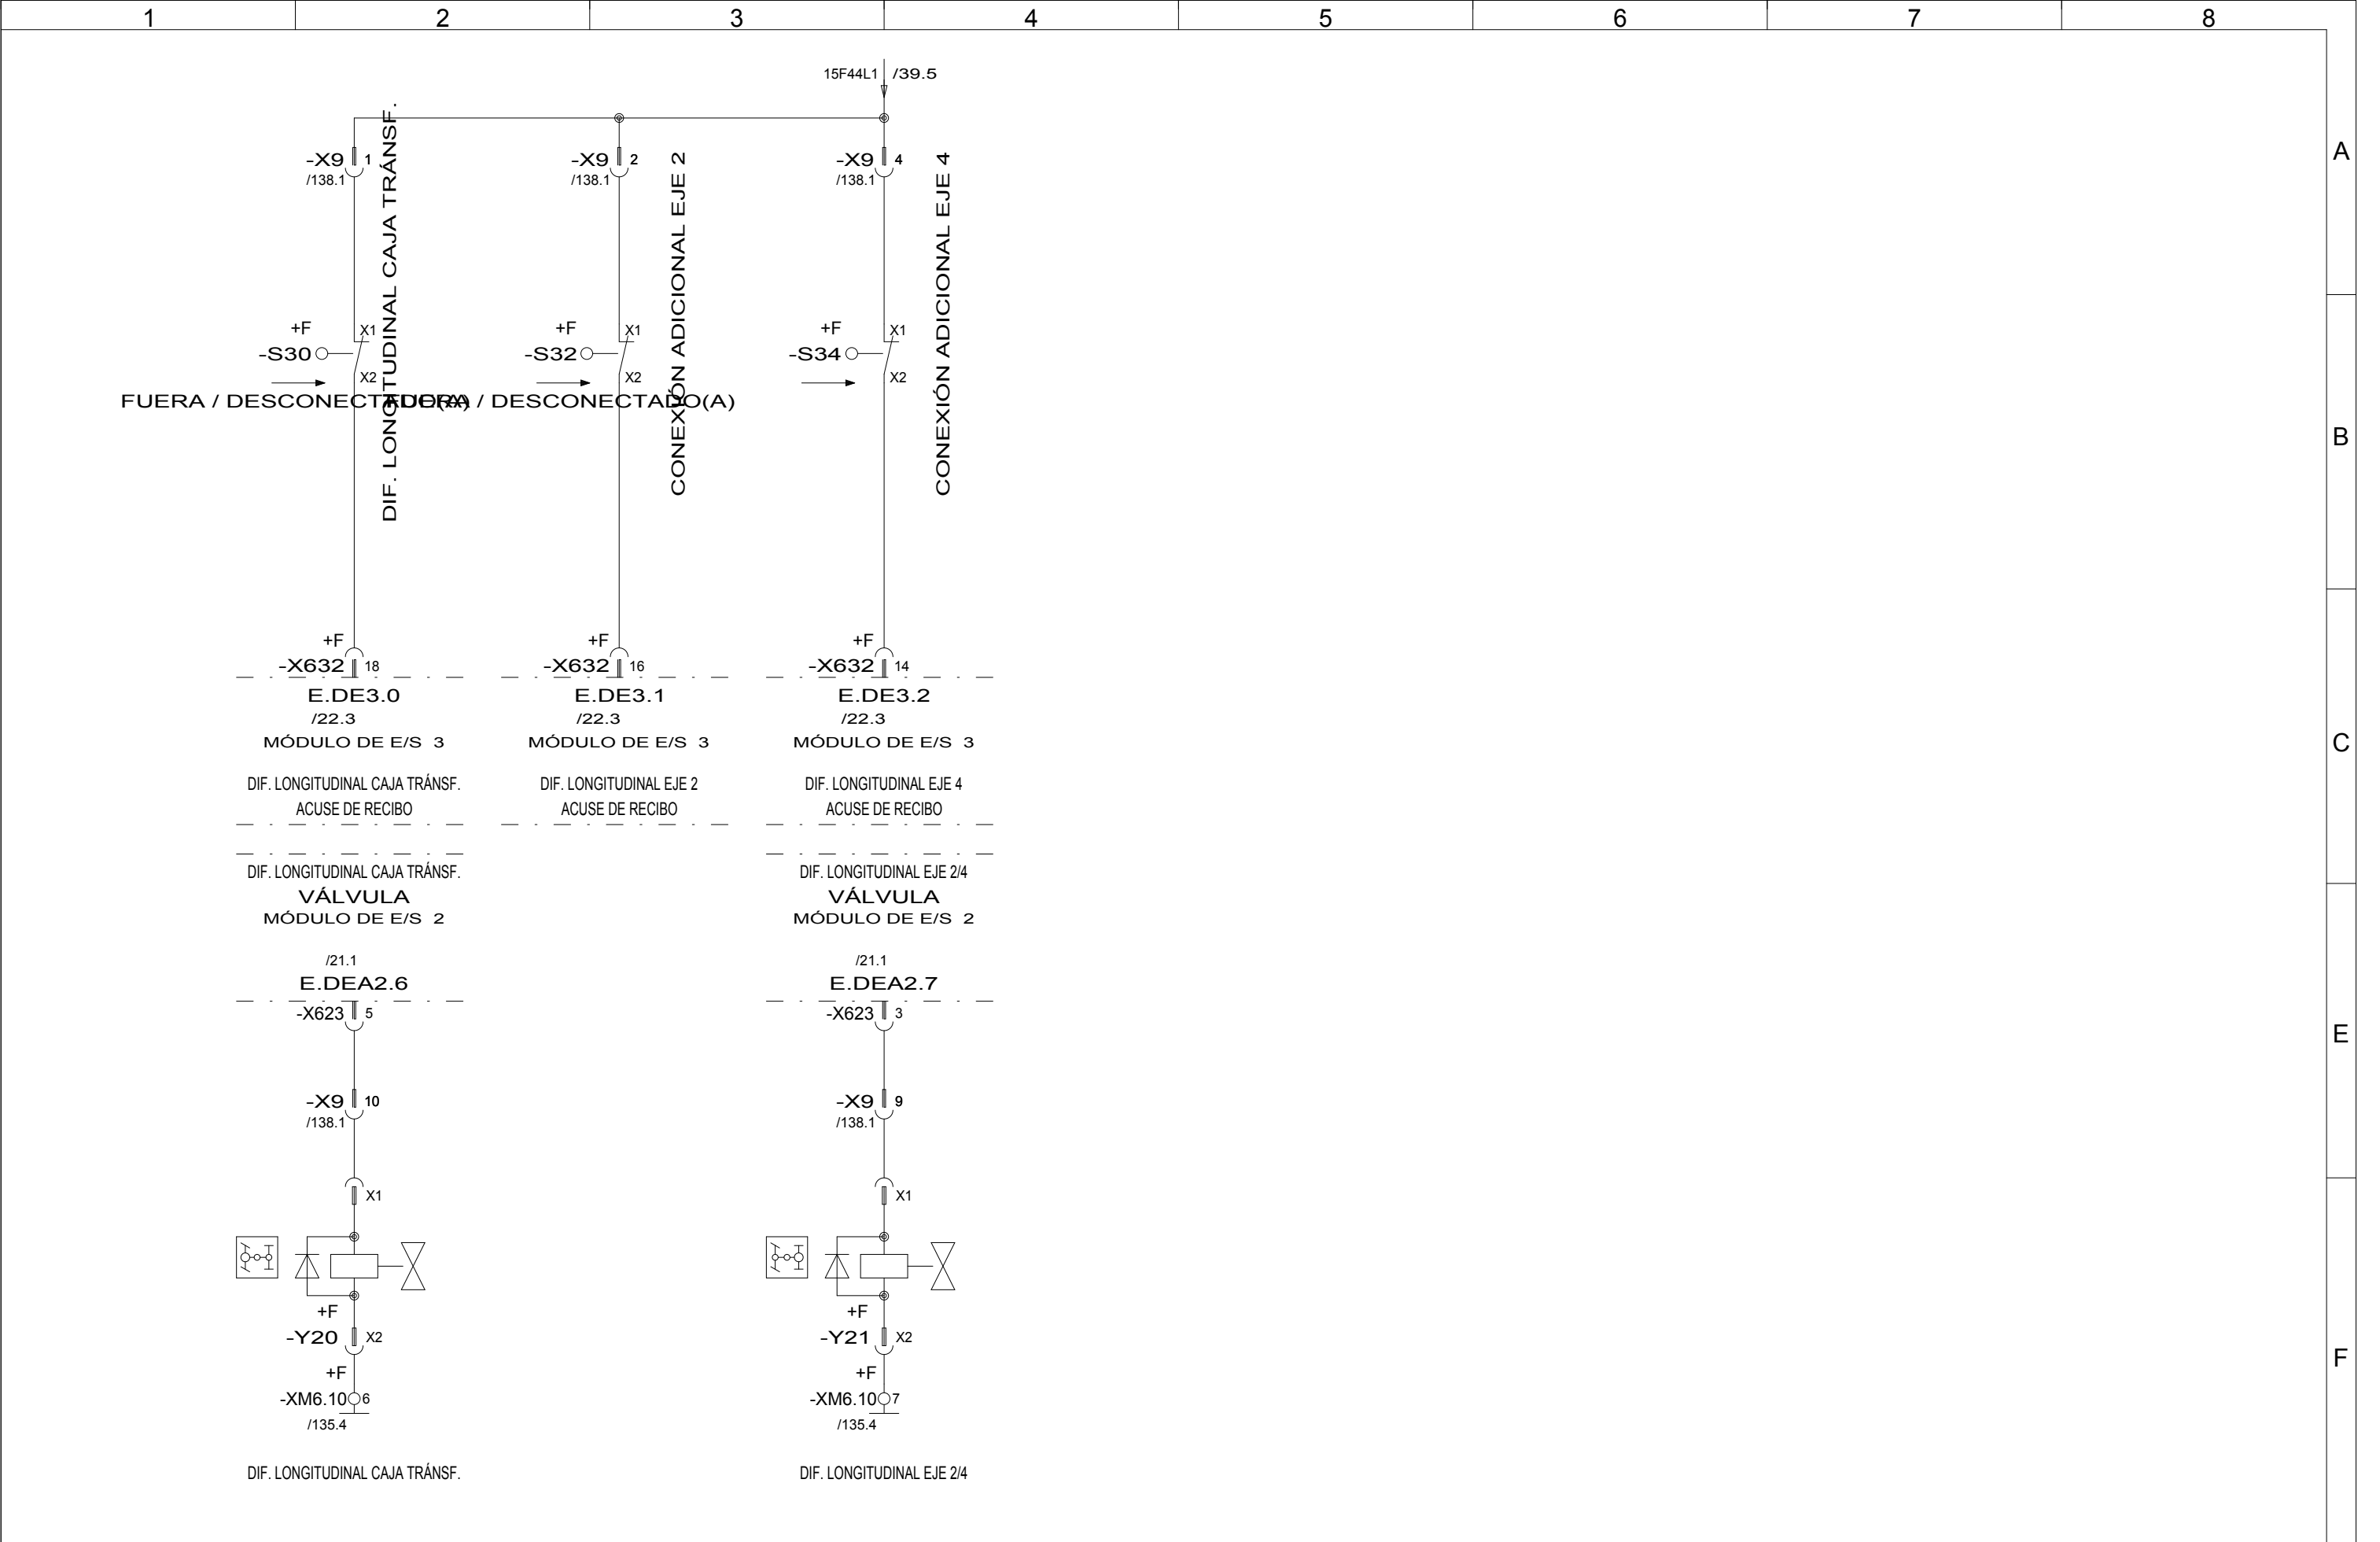 1 2 3 4 5 6 7 8
15F44L1 /39.5
-X9 1 -X9 2 -X9 4
/138.1 /138.1 /138.1
DIF. LONGITUDINAL CAJA TRÁNSF.
CONEXIÓN ADICIONAL EJE 2
CONEXIÓN ADICIONAL EJE 4
A
+F X1 +F X1 +F X1
-S30 -S32 -S34
X2 X2 X2
FUERA / DESCONECTADO(A)
FUERA / DESCONECTADO(A)
B
+F +F +F
-X632 18 -X632 16 -X632 14
E.DE3.0 E.DE3.1 E.DE3.2
/22.3 /22.3 /22.3
MÓDULO DE E/S 3 MÓDULO DE E/S 3 MÓDULO DE E/S 3
C
DIF. LONGITUDINAL CAJA TRÁNSF. DIF. LONGITUDINAL EJE 2 DIF. LONGITUDINAL EJE 4
ACUSE DE RECIBO ACUSE DE RECIBO ACUSE DE RECIBO
DIF. LONGITUDINAL CAJA TRÁNSF. DIF. LONGITUDINAL EJE 2/4
VÁLVULA VÁLVULA
MÓDULO DE E/S 2 MÓDULO DE E/S 2
/21.1 /21.1
E.DEA2.6 E.DEA2.7
-X623 5 -X623 3
E
-X9 10 -X9 9
/138.1 /138.1
X1 X1
+F +F
-Y20 X2 -Y21 X2
F
+F +F
-XM6.10 6 -XM6.10 7
/135.4 /135.4
DIF. LONGITUDINAL CAJA TRÁNSF. DIF. LONGITUDINAL EJE 2/4